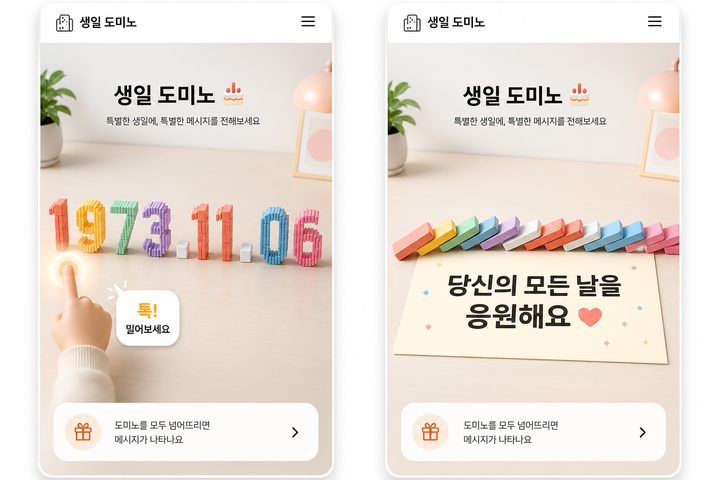 생일 도미노
생일 도미노
특별한 생일에, 특별한 메시지를 전해보세요
1973.11.06
톡!
밀어보세요
도미노를 모두 넘어뜨리면
메시지가 나타나요
생일 도미노
생일 도미노
특별한 생일에, 특별한 메시지를 전해보세요
당신의 모든 날을
응원해요
도미노를 모두 넘어뜨리면
메시지가 나타나요